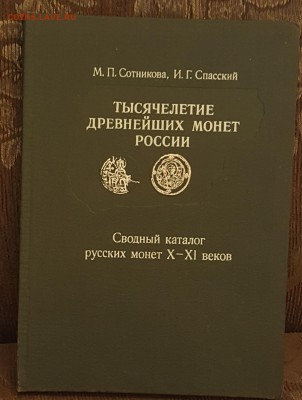 М. П. Сотникова, И. Г. Спасский
ТЫСЯЧЕЛЕТИЕ
ДРЕВНЕЙШИХ МОНЕТ
РОССИИ
Сводный каталог
русских монет X–XI веков